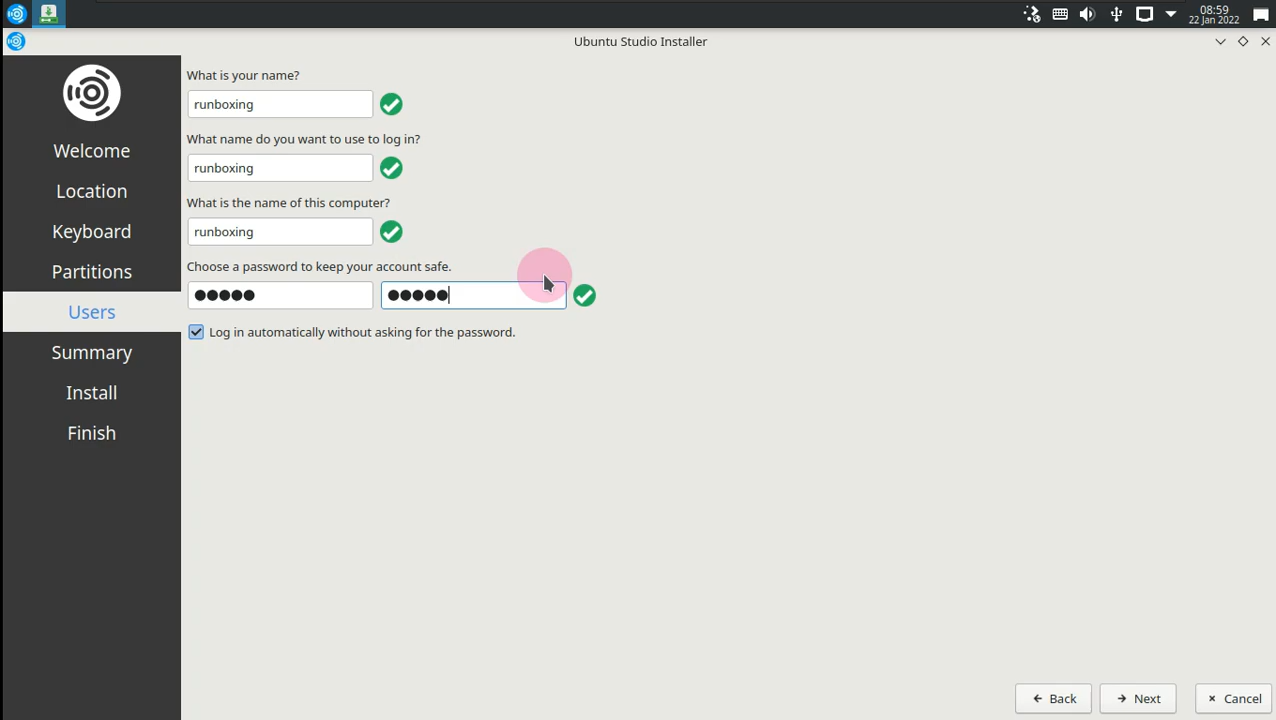 08:59
22 Jan 2022
Ubuntu Studio Installer
Welcome
Location
Keyboard
Partitions
Users
Summary
Install
Finish
What is your name?
runboxing
What name do you want to use to log in?
runboxing
What is the name of this computer?
runboxing
Choose a password to keep your account safe.
●●●●● ●●●●●
Log in automatically without asking for the password.
Back Next Cancel